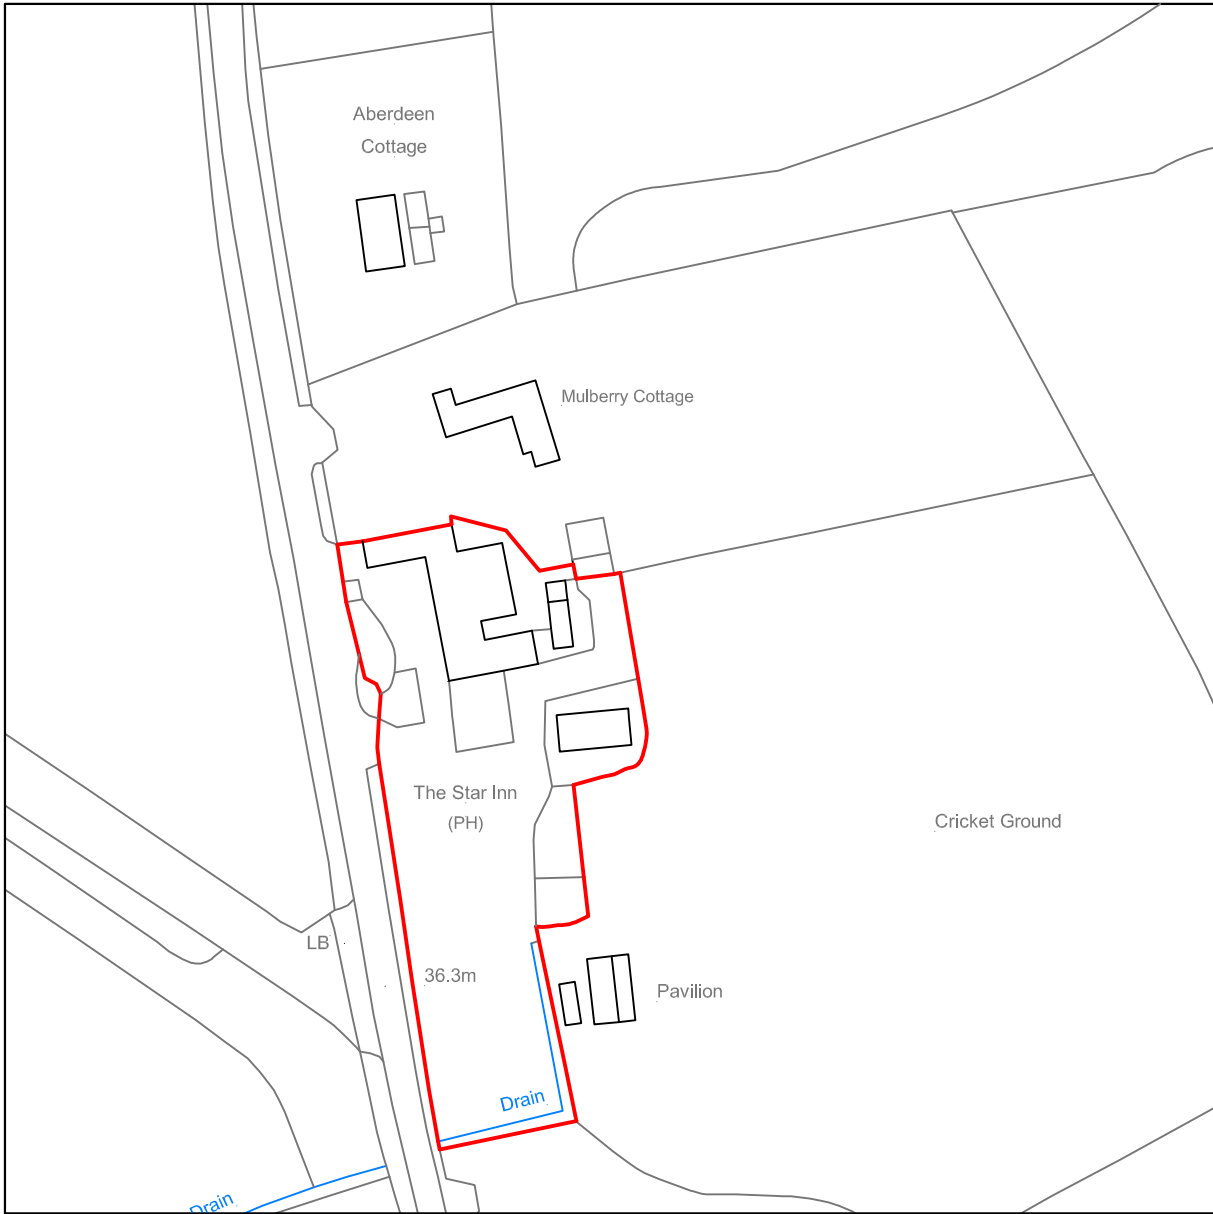 Aberdeen
Cottage
Mulberry Cottage
The Star Inn
(PH)
Cricket Ground
LB
36.3m
Pavilion
Drain
Drain